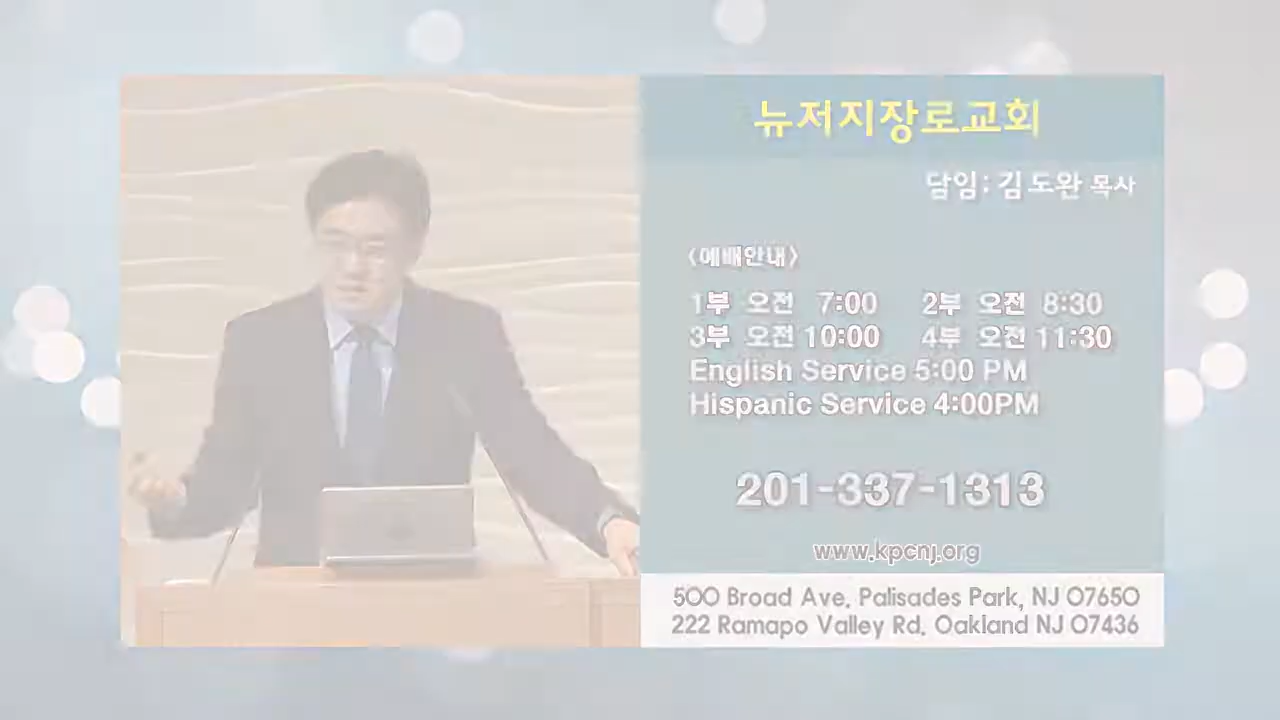 뉴저지장로교회
담임: 김도완 목사
<예배안내>
1부 오전 7:00 2부 오전 8:30
3부 오전 10:00 4부 오전 11:30
English Service 5:00 PM
Hispanic Service 4:00PM
201-337-1313
www.kpcnj.org
500 Broad Ave, Palisades Park, NJ 07650
222 Ramapo Valley Rd, Oakland NJ 07436